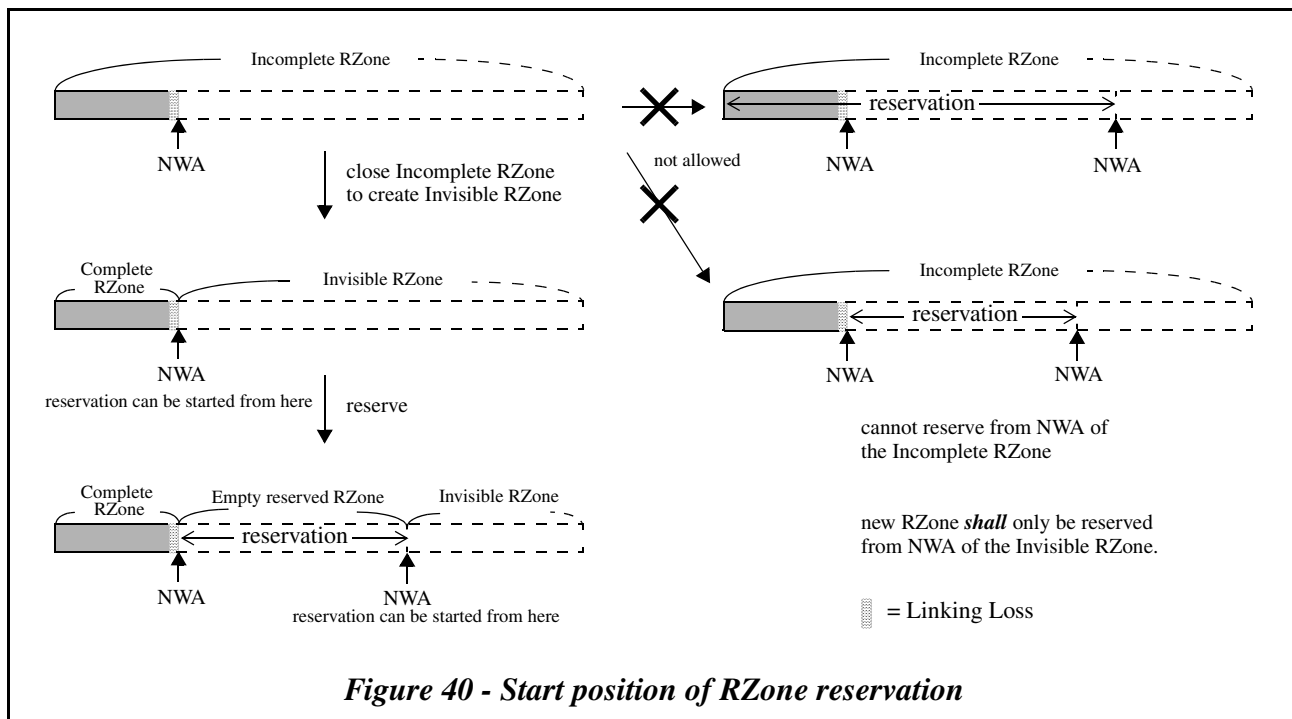 Incomplete RZone
NWA
close Incomplete RZone
to create Invisible RZone
Complete
RZone
Invisible RZone
NWA
reservation can be started from here
reserve
Complete
RZone
Empty reserved RZone
Invisible RZone
reservation
NWA
NWA
reservation can be started from here
not allowed
Incomplete RZone
reservation
NWA
NWA
Incomplete RZone
reservation
NWA
NWA
cannot reserve from NWA of
the Incomplete RZone
new RZone shall only be reserved
from NWA of the Invisible RZone.
= Linking Loss
Figure 40 - Start position of RZone reservation